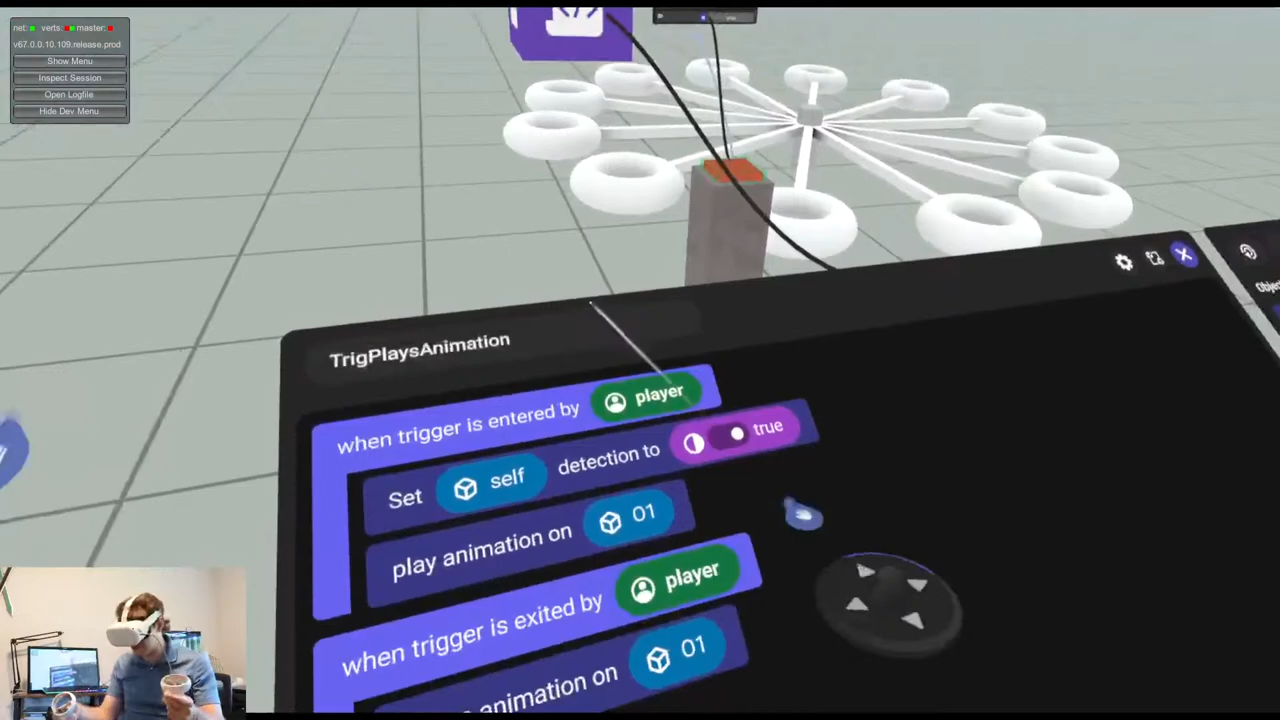 net: verts: master:
v67.0.0.10.109.release.prod
Show Menu
Inspect Session
Open Logfile
Hide Dev Menu
TrigPlaysAnimation
when trigger is entered by player
Set self detection to true
play animation on 01
when trigger is exited by player
animation on 01